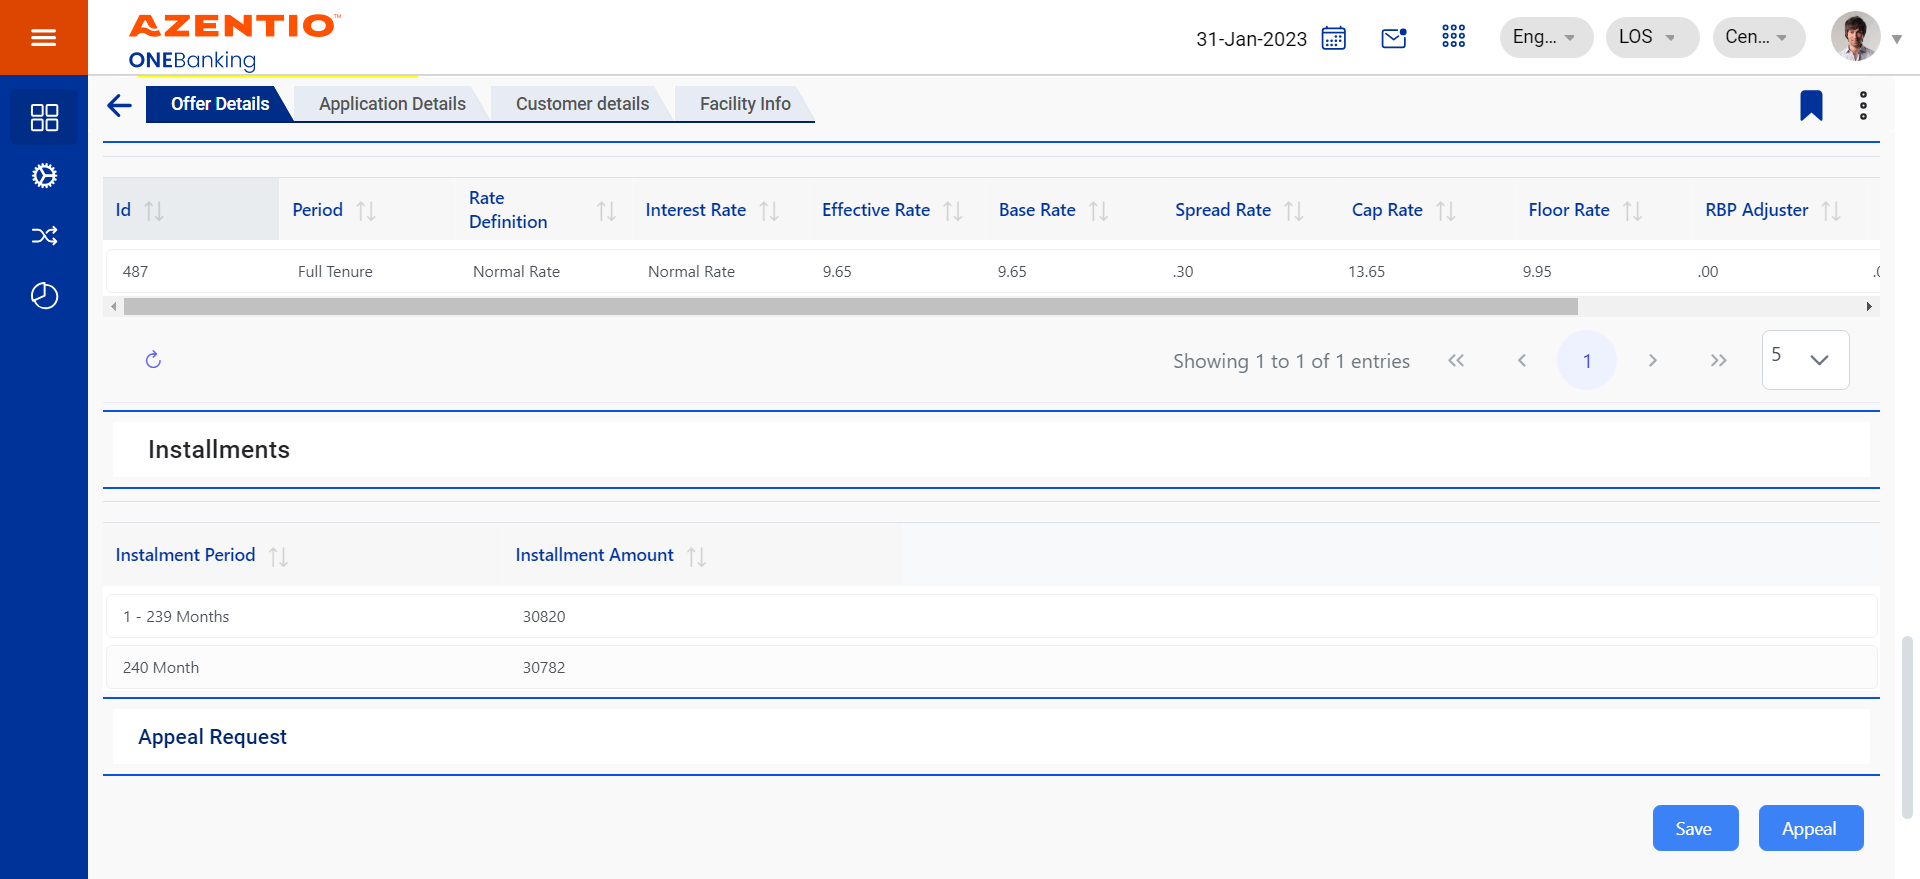 AZENTIO™
ONEBanking
31-Jan-2023
Eng...
LOS
Cen...
Offer Details
Application Details
Customer details
Facility Info
Id
Period
Rate Definition
Interest Rate
Effective Rate
Base Rate
Spread Rate
Cap Rate
Floor Rate
RBP Adjuster
487
Full Tenure
Normal Rate
Normal Rate
9.65
9.65
.30
13.65
9.95
.00
Showing 1 to 1 of 1 entries
1
5
Installments
Instalment Period
Installment Amount
1 - 239 Months
30820
240 Month
30782
Appeal Request
Save
Appeal